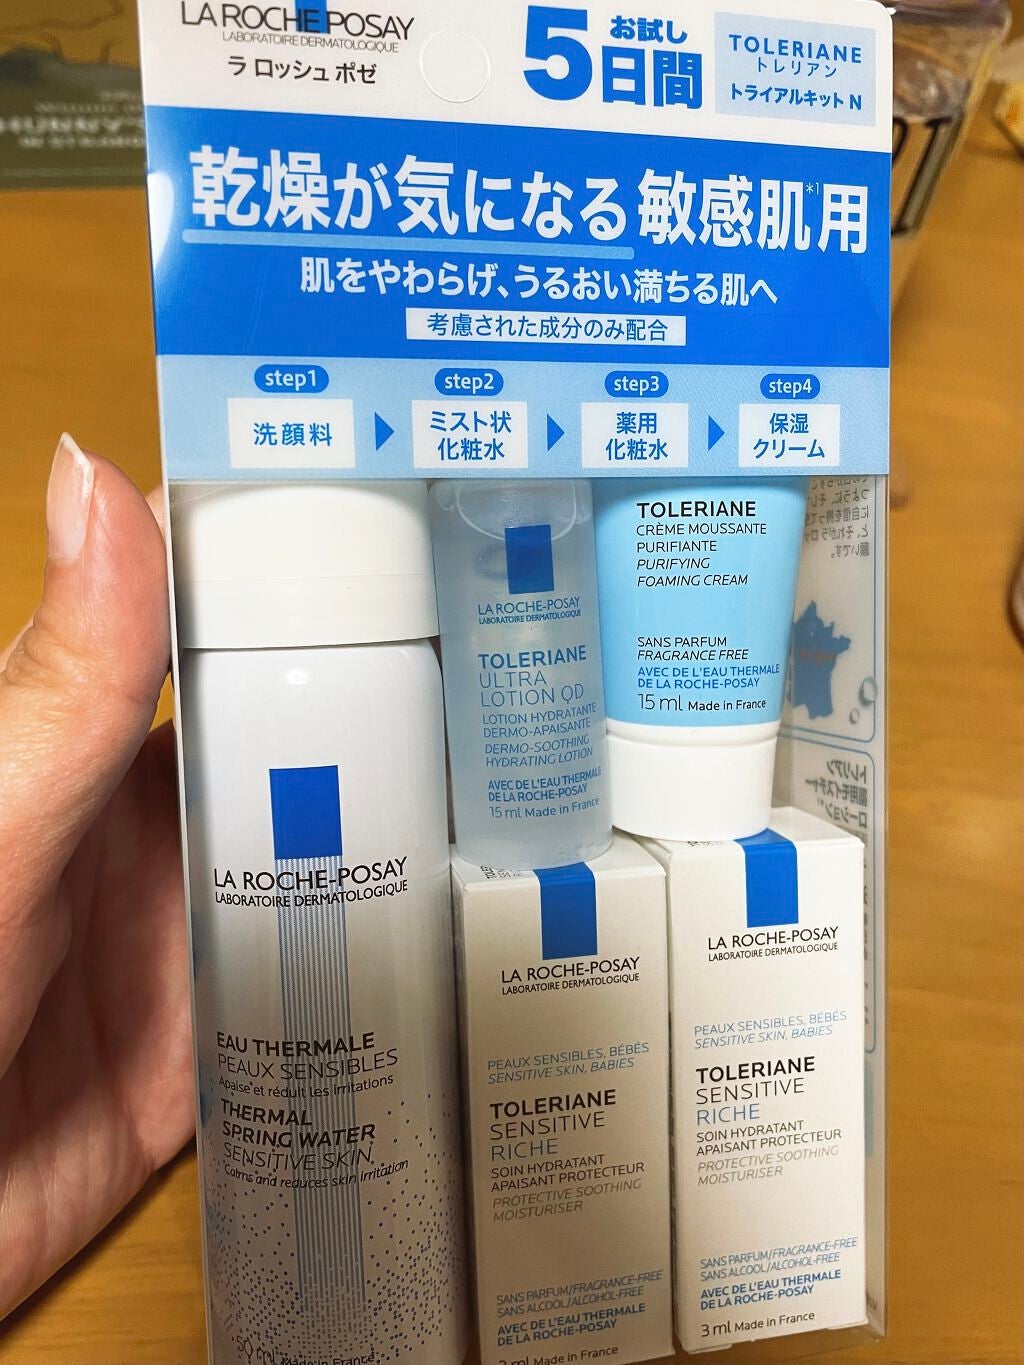 LA ROCHE POSAY
LABORATOIRE DERMATOLOGIQUE
ラ ロッシュ ポゼ
お試し
5日間
TOLERIANE
トレリアン
トライアルキット N
乾燥が気になる敏感肌*1用
肌をやわらげ、うるおい満ちる肌へ
考慮された成分のみ配合
step1
洗顔料
step2
ミスト状
化粧水
step3
薬用
化粧水
step4
保湿
クリーム
LA ROCHE-POSAY
LABORATOIRE DERMATOLOGIQUE
TOLERIANE
ULTRA
LOTION QD
LOTION HYDRATANTE
DERMO-APAISANTE
DERMO-SOOTHING
HYDRATING LOTION
AVEC DE L'EAU THERMALE
DE LA ROCHE-POSAY
15 ml Made in France
TOLERIANE
CRÈME MOUSSANTE
PURIFIANTE
PURIFYING
FOAMING CREAM
SANS PARFUM
FRAGRANCE FREE
AVEC DE L'EAU THERMALE
DE LA ROCHE-POSAY
15 ml Made in France
LA ROCHE-POSAY
LABORATOIRE DERMATOLOGIQUE
EAU THERMALE
PEAUX SENSIBLES
Apaise et réduit les irritations
THERMAL
SPRING WATER
SENSITIVE SKIN
Calms and reduces skin irritation
50 ml Made in France
LA ROCHE-POSAY
LABORATOIRE DERMATOLOGIQUE
PEAUX SENSIBLES, BÉBÉS
SENSITIVE SKIN, BABIES
TOLERIANE
SENSITIVE
RICHE
SOIN HYDRATANT
APAISANT PROTECTEUR
PROTECTIVE SOOTHING
MOISTURISER
SANS PARFUM/FRAGRANCE-FREE
SANS ALCOOL/ALCOHOL-FREE
AVEC DE L'EAU THERMALE
DE LA ROCHE-POSAY
3 ml Made in France
LA ROCHE-POSAY
LABORATOIRE DERMATOLOGIQUE
PEAUX SENSIBLES, BÉBÉS
SENSITIVE SKIN, BABIES
TOLERIANE
SENSITIVE
RICHE
SOIN HYDRATANT
APAISANT PROTECTEUR
PROTECTIVE SOOTHING
MOISTURISER
SANS PARFUM/FRAGRANCE-FREE
SANS ALCOOL/ALCOHOL-FREE
AVEC DE L'EAU THERMALE
DE LA ROCHE-POSAY
3 ml Made in France